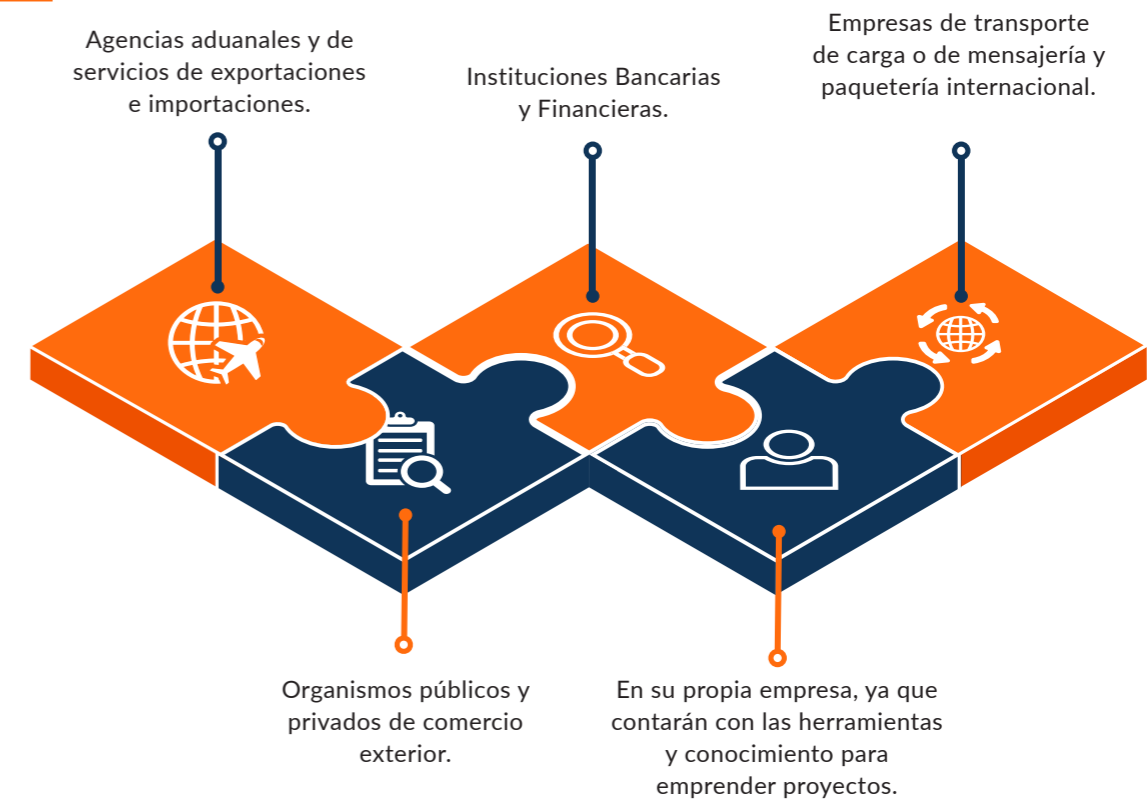 Agencias aduanales y de
servicios de exportaciones
e importaciones.
Instituciones Bancarias
y Financieras.
Empresas de transporte
de carga o de mensajería y
paquetería internacional.
Organismos públicos y
privados de comercio
exterior.
En su propia empresa, ya que
contarán con las herramientas
y conocimiento para
emprender proyectos.